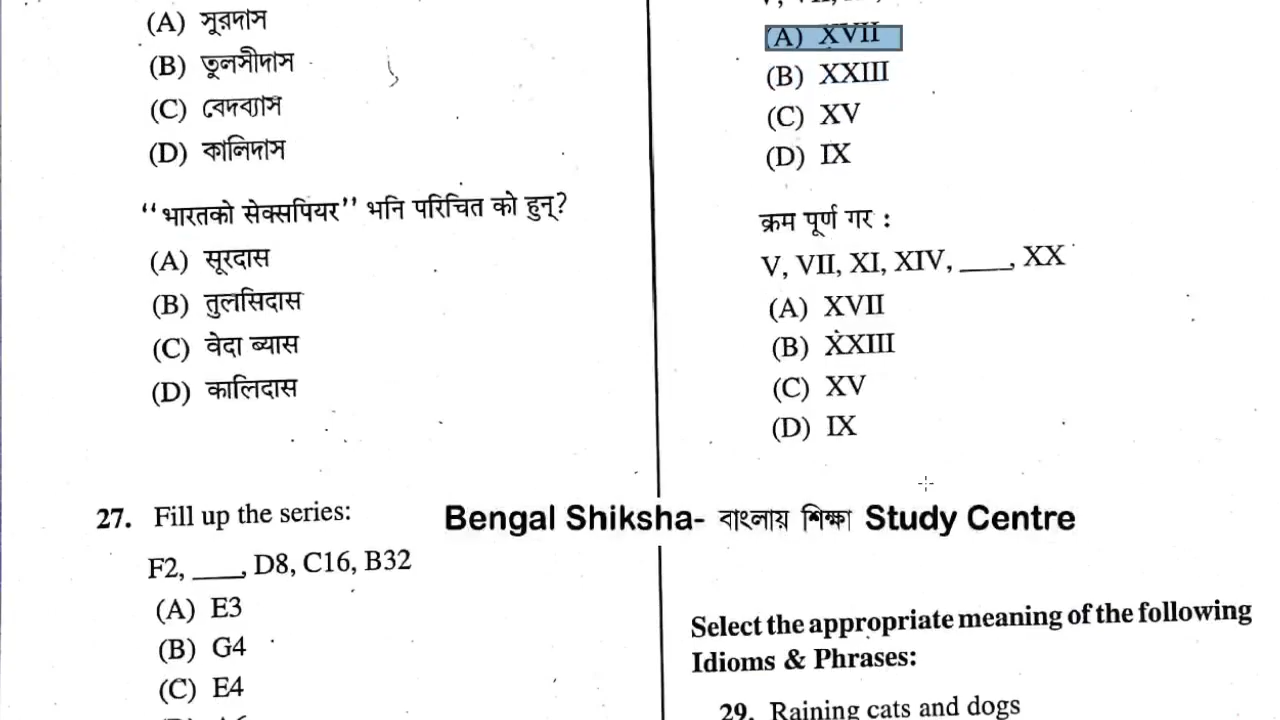 (A) সূরদাস
(B) তুলসীদাস
(C) বেদব্যাস
(D) কালিদাস
“भारतको सेक्सपियर” भनि परिचित को हुन्?
(A) सूरदास
(B) तुलसिदास
(C) वेदा ब्यास
(D) कालिदास
27. Fill up the series:
F2, ____, D8, C16, B32
(A) E3
(B) G4
(C) E4
(A) XVII
(B) XXIII
(C) XV
(D) IX
क्रम पूर्ण गर :
V, VII, XI, XIV, ____, XX
(A) XVII
(B) XXIII
(C) XV
(D) IX
Bengal Shiksha- বাংলায় শিক্ষা Study Centre
Select the appropriate meaning of the following
Idioms & Phrases:
29. Raining cats and dogs